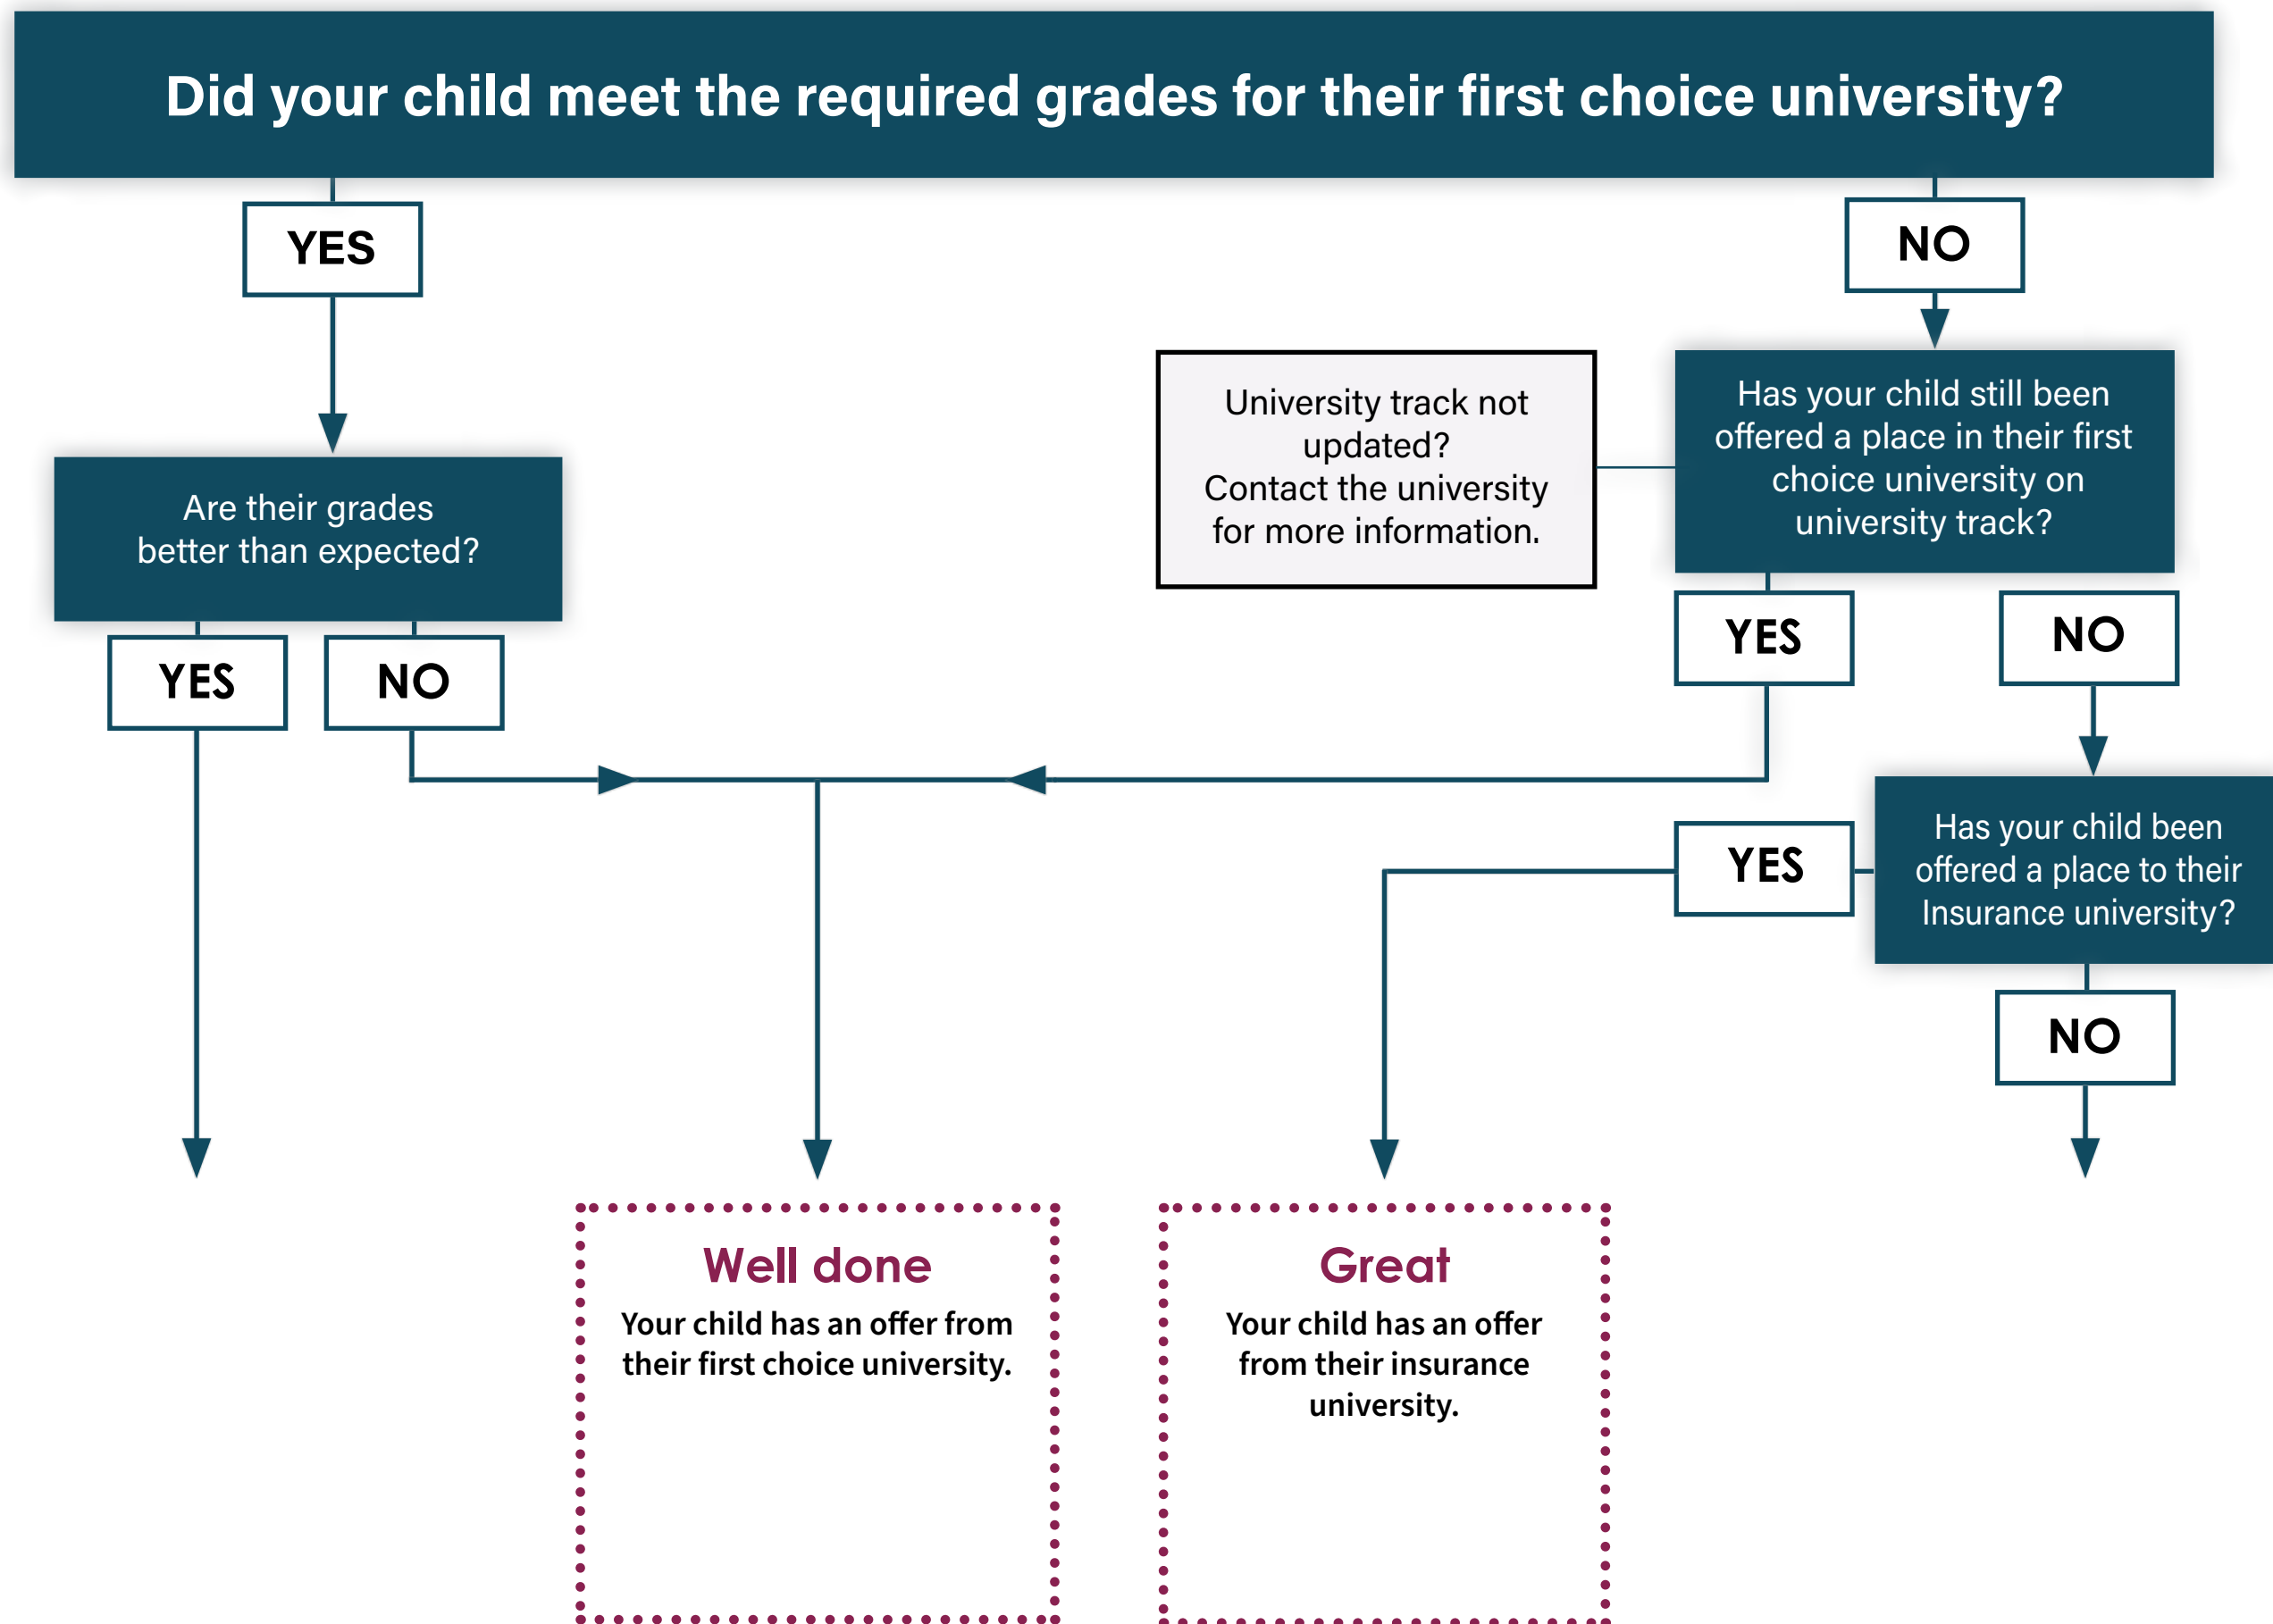 Did your child meet the required grades for their first choice university?
YES
NO
University track not
updated?
Contact the university
for more information.
Has your child still been
offered a place in their first
choice university on
university track?
Are their grades
better than expected?
YES
NO
YES
NO
YES
Has your child been
offered a place to their
Insurance university?
NO
Well done
Your child has an offer from
their first choice university.
Great
Your child has an offer
from their insurance
university.